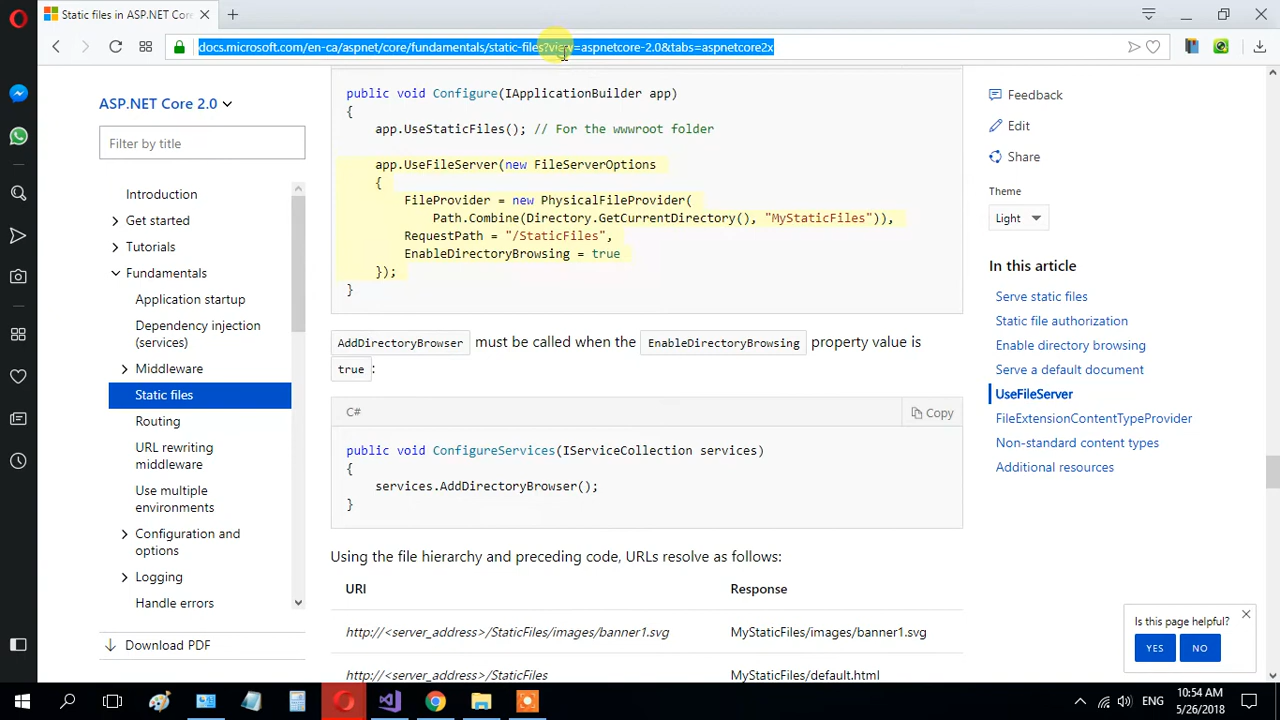 Static files in ASP.NET Core
docs.microsoft.com/en-ca/aspnet/core/fundamentals/static-files?view=aspnetcore-2.0&tabs=aspnetcore2x
ASP.NET Core 2.0
Filter by title
Introduction
Get started
Tutorials
Fundamentals
Application startup
Dependency injection
(services)
Middleware
Static files
Routing
URL rewriting
middleware
Use multiple
environments
Configuration and
options
Logging
Handle errors
Download PDF
public void Configure(IApplicationBuilder app)
{
app.UseStaticFiles(); // For the wwwroot folder
app.UseFileServer(new FileServerOptions
{
FileProvider = new PhysicalFileProvider(
Path.Combine(Directory.GetCurrentDirectory(), "MyStaticFiles")),
RequestPath = "/StaticFiles",
EnableDirectoryBrowsing = true
});
}
AddDirectoryBrowser must be called when the EnableDirectoryBrowsing property value is
true :
C#
Copy
public void ConfigureServices(IServiceCollection services)
{
services.AddDirectoryBrowser();
}
Using the file hierarchy and preceding code, URLs resolve as follows:
URI Response
http://<server_address>/StaticFiles/images/banner1.svg MyStaticFiles/images/banner1.svg
http://<server_address>/StaticFiles MyStaticFiles/default.html
Feedback
Edit
Share
Theme
Light
In this article
Serve static files
Static file authorization
Enable directory browsing
Serve a default document
UseFileServer
FileExtensionContentTypeProvider
Non-standard content types
Additional resources
Is this page helpful?
YES NO
ENG
10:54 AM
5/26/2018